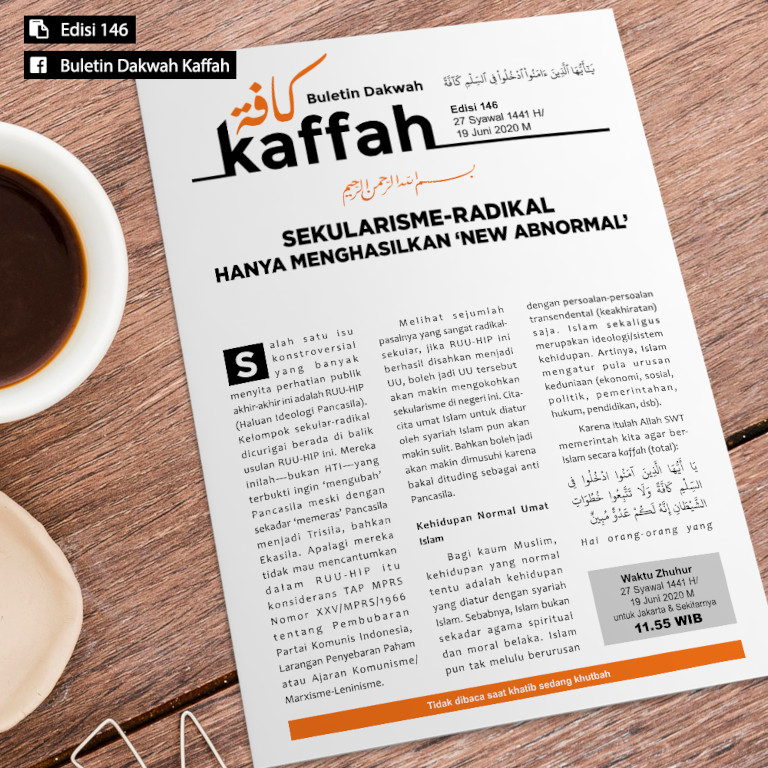 Edisi 146
Buletin Dakwah Kaffah
كافة
Buletin Dakwah
kaffah
يَٰٓأَيُّهَا ٱلَّذِينَ ءَامَنُوا۟ ٱدْخُلُوا۟ فِى ٱلسِّلْمِ كَآفَّةً
Edisi 146
27 Syawal 1441 H/
19 Juni 2020 M
بسم الله الرحمن الرحيم
SEKULARISME-RADIKAL
HANYA MENGHASILKAN ‘NEW ABNORMAL’
Salah satu isu
konstroversial
yang banyak
menyita perhatian publik
akhir-akhir ini adalah RUU-HIP
(Haluan Ideologi Pancasila).
Kelompok sekular-radikal
dicurigai berada di balik
usulan RUU-HIP ini. Mereka
inilah—bukan HTI—yang
terbukti ingin ‘mengubah’
Pancasila meski dengan
sekadar ‘memeras’ Pancasila
menjadi Trisila, bahkan
Ekasila. Apalagi mereka
tidak mau mencantumkan
dalam RUU-HIP itu
konsiderans TAP MPRS
Nomor XXV/MPRS/1966
tentang Pembubaran
Partai Komunis Indonesia,
Larangan Penyebaran Paham
atau Ajaran Komunisme/
Marxisme-Leninisme.
Melihat sejumlah
pasalnya yang sangat radikal-
sekular, jika RUU-HIP ini
berhasil disahkan menjadi
UU, boleh jadi UU tersebut
akan makin mengokohkan
sekularisme di negeri ini. Cita-
cita umat Islam untuk diatur
oleh syariah Islam pun akan
makin sulit. Bahkan boleh jadi
akan makin dimusuhi karena
bakal dituding sebagai anti
Pancasila.
Kehidupan Normal Umat
Islam
Bagi kaum Muslim,
kehidupan yang normal
tentu adalah kehidupan
yang diatur dengan syariah
Islam. Sebabnya, Islam bukan
sekadar agama spiritual
dan moral belaka. Islam
pun tak melulu berurusan
dengan persoalan-persoalan
transendental (keakhiratan)
saja. Islam sekaligus
merupakan ideologi/sistem
kehidupan. Artinya, Islam
mengatur pula urusan
keduniaan (ekonomi, sosial,
politik, pemerintahan,
hukum, pendidikan, dsb).
Karena itulah Allah SWT
memerintah kita agar ber-
Islam secara kaffah (total):
يَا أَيُّهَا الَّذِينَ آمَنُوا ادْخُلُوا فِي
السِّلْمِ كَافَّةً وَلَا تَتَّبِعُوا خُطُوَاتِ
الشَّيْطَانِ إِنَّهُ لَكُمْ عَدُوٌّ مُبِينٌ
Hai orang-orang yang
Waktu Zhuhur
27 Syawal 1441 H/
19 Juni 2020 M
untuk Jakarta & Sekitarnya
11.55 WIB
Tidak dibaca saat khatib sedang khutbah